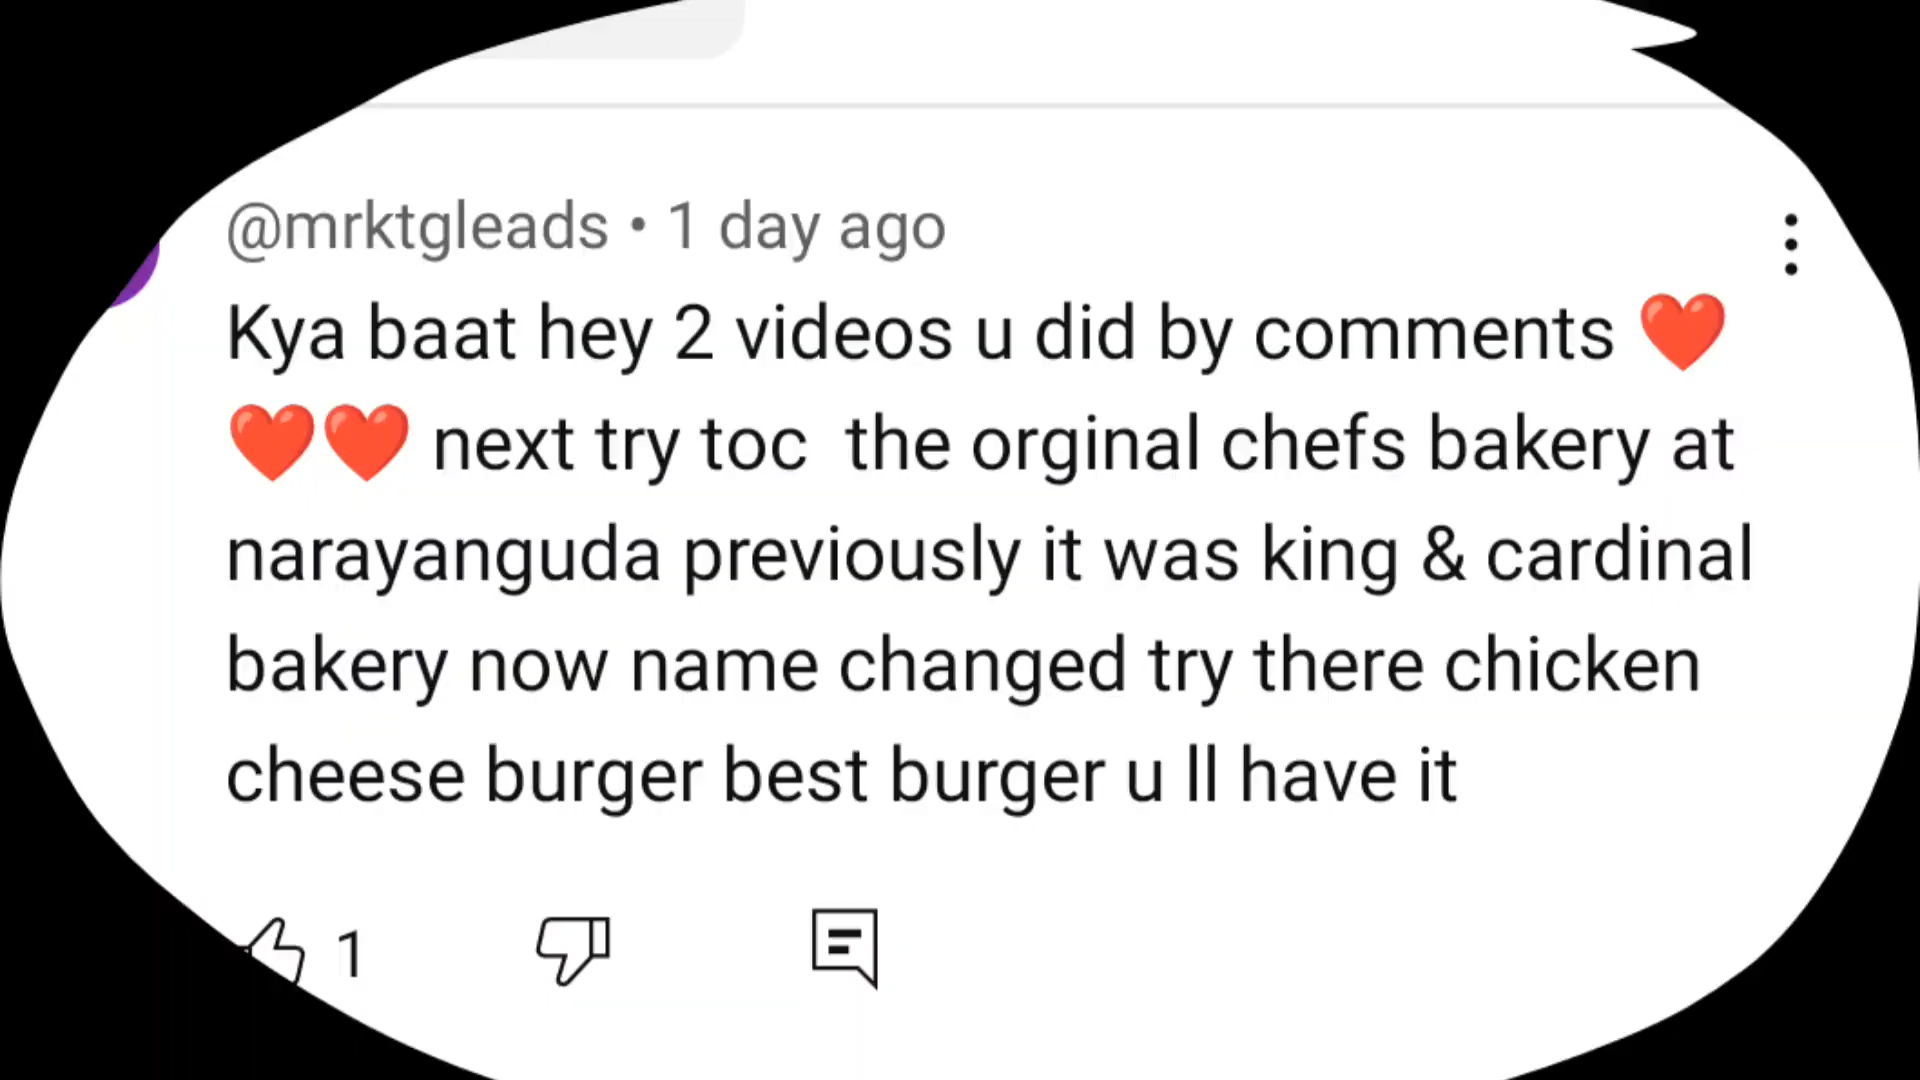 @mrktgleads • 1 day ago
Kya baat hey 2 videos u did by comments ❤️
❤️❤️ next try toc  the orginal chefs bakery at
narayanguda previously it was king & cardinal
bakery now name changed try there chicken
cheese burger best burger u ll have it
1